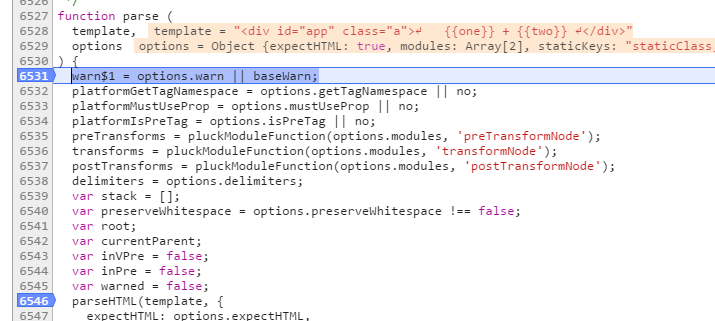 6526 */
6527 function parse (
6528 template, template = "<div id="app" class="a">↵ {{one}} + {{two}} ↵</div>"
6529 options options = Object {expectHTML: true, modules: Array[2], staticKeys: "staticClass,
6530 ) {
6531 warn$1 = options.warn || baseWarn;
6532 platformGetTagNamespace = options.getTagNamespace || no;
6533 platformMustUseProp = options.mustUseProp || no;
6534 platformIsPreTag = options.isPreTag || no;
6535 preTransforms = pluckModuleFunction(options.modules, 'preTransformNode');
6536 transforms = pluckModuleFunction(options.modules, 'transformNode');
6537 postTransforms = pluckModuleFunction(options.modules, 'postTransformNode');
6538 delimiters = options.delimiters;
6539 var stack = [];
6540 var preserveWhitespace = options.preserveWhitespace !== false;
6541 var root;
6542 var currentParent;
6543 var inVPre = false;
6544 var inPre = false;
6545 var warned = false;
6546 parseHTML(template, {
6547 expectHTML: options.expectHTML,